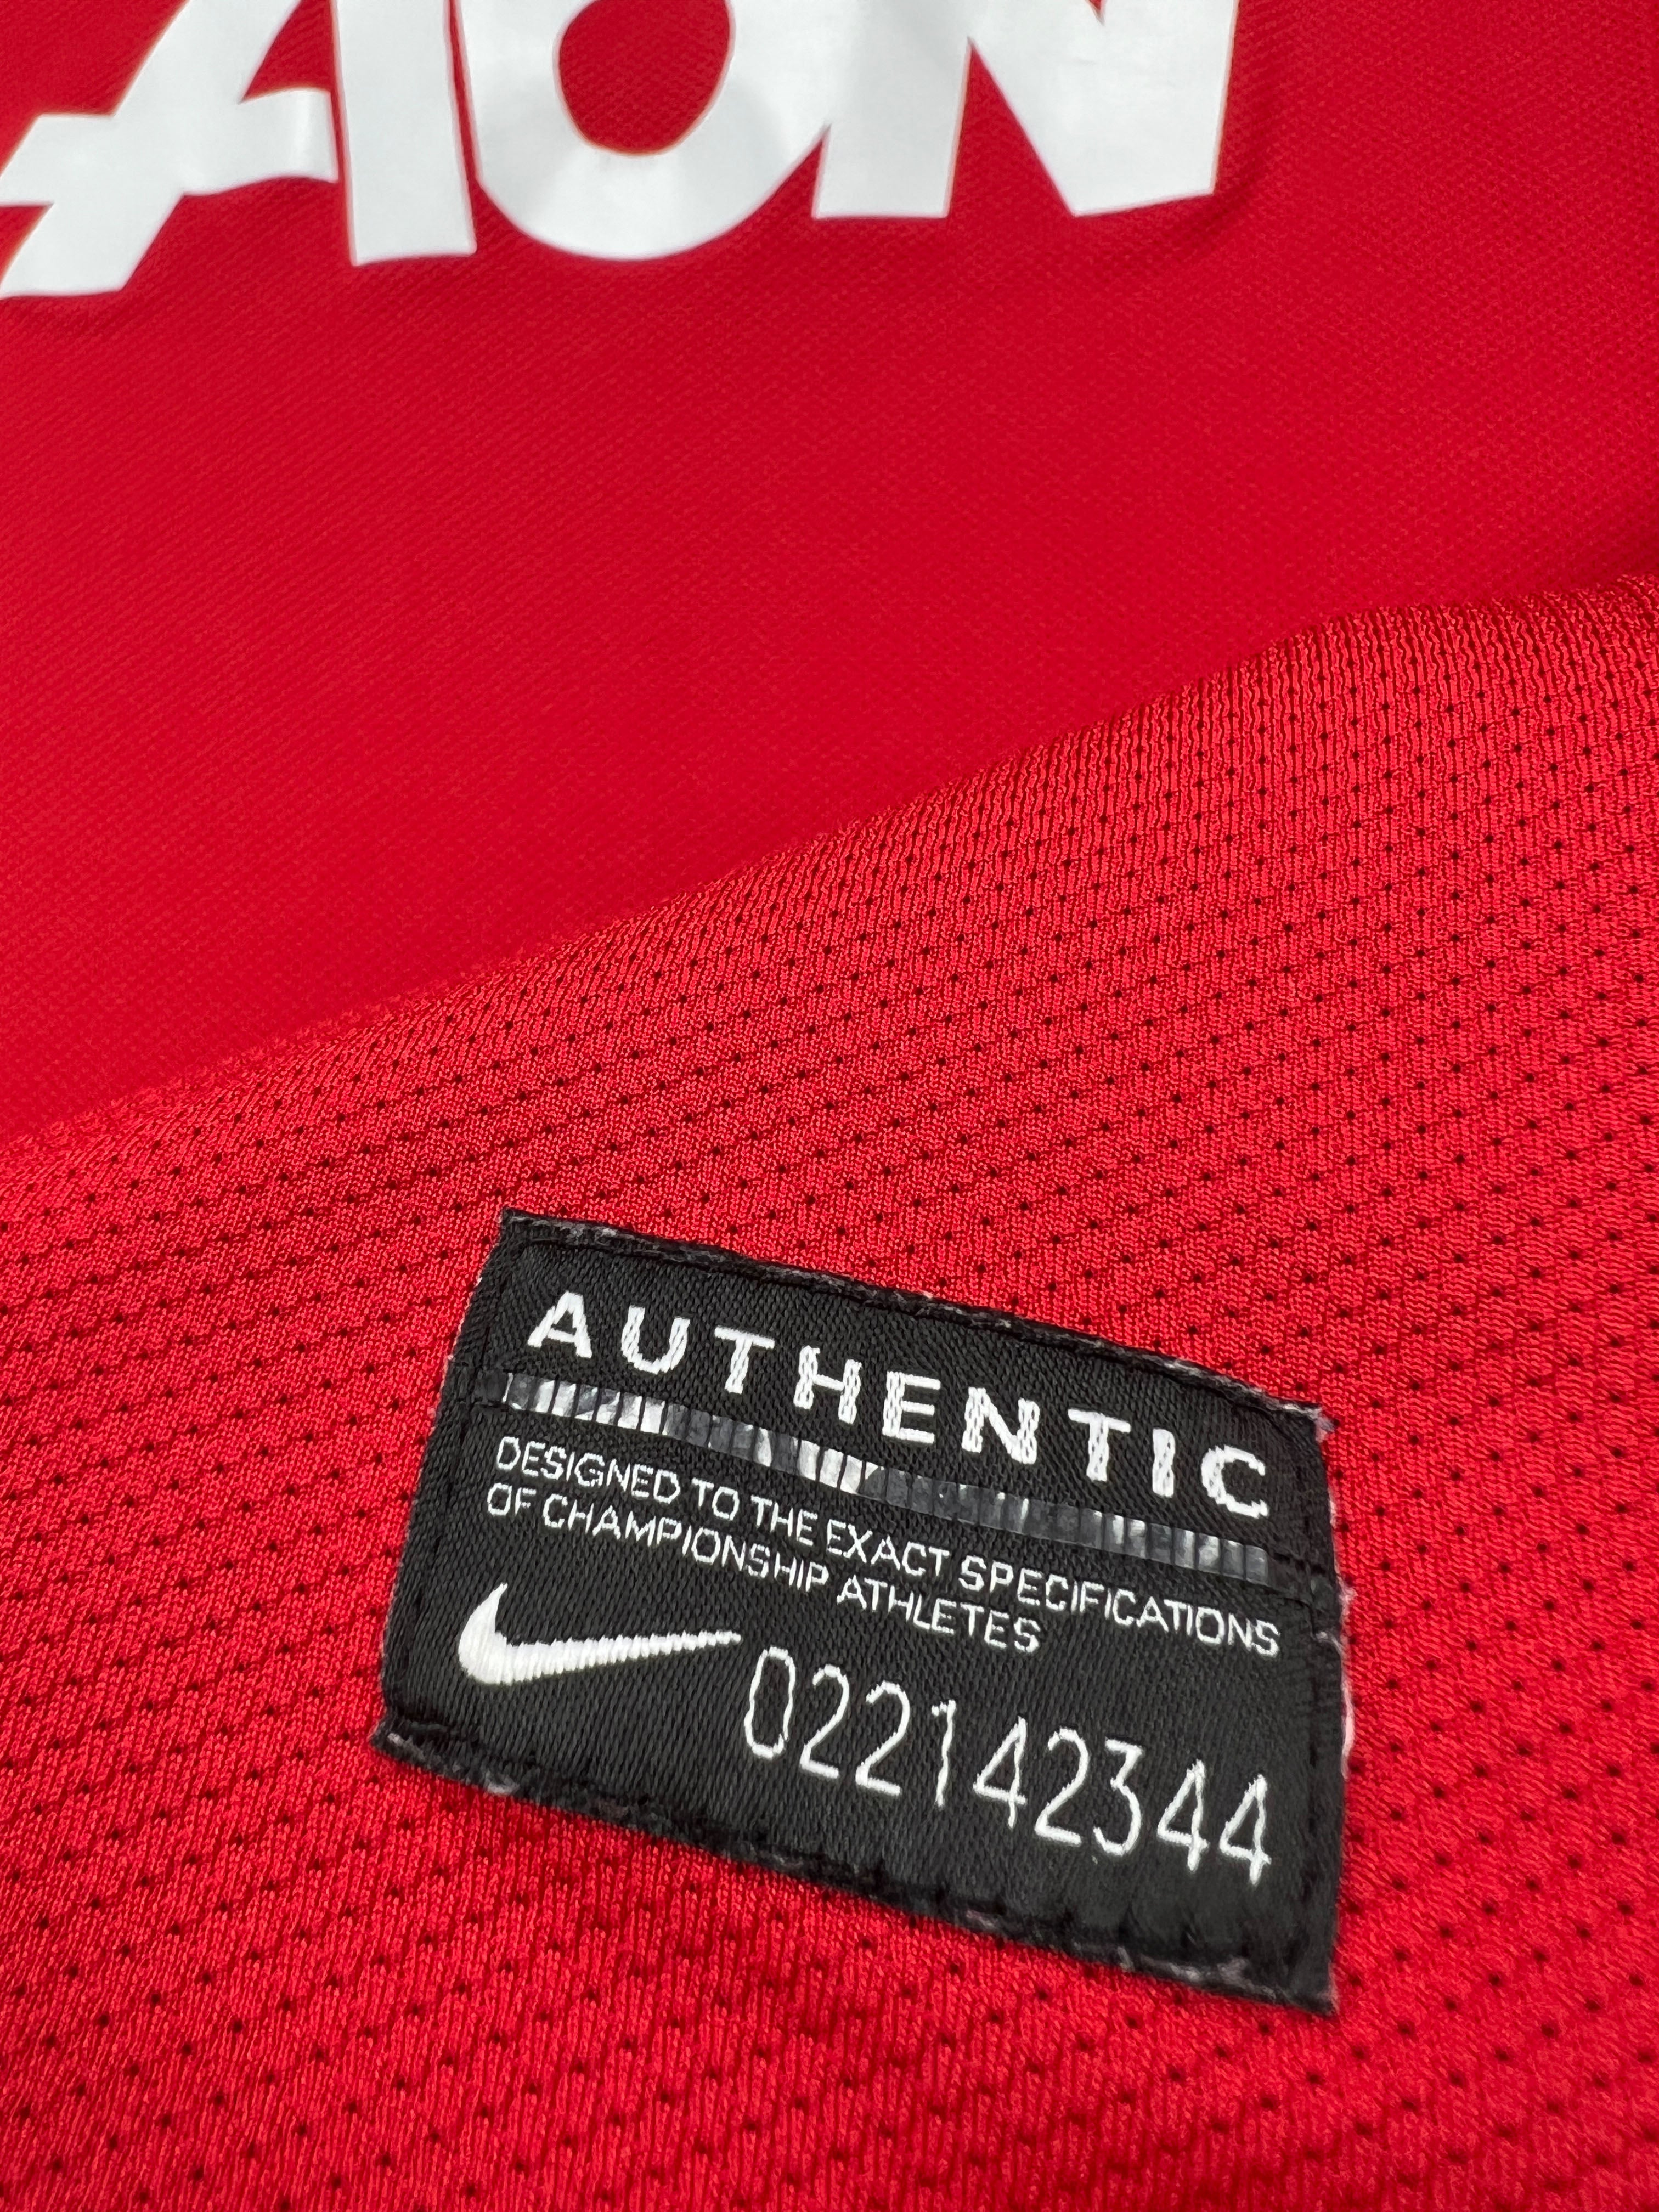 AON
AUTHENTIC
DESIGNED TO THE EXACT SPECIFICATIONS
OF CHAMPIONSHIP ATHLETES
022142344